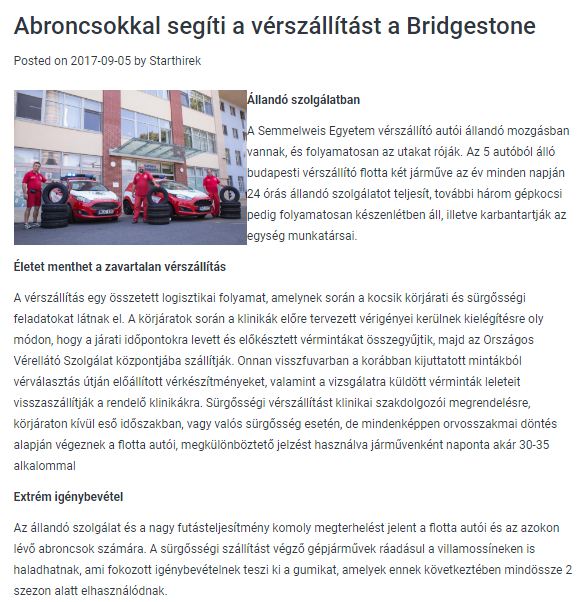 Abroncsokkal segíti a vérszállítást a Bridgestone
Posted on 2017-09-05 by Starthirek
Állandó szolgálatban
A Semmelweis Egyetem vérszállító autói állandó mozgásban
vannak, és folyamatosan az utakat róják. Az 5 autóból álló
budapesti vérszállító flotta két járműve az év minden napján
24 órás állandó szolgálatot teljesít, további három gépkocsi
pedig folyamatosan készenlétben áll, illetve karbantartják az
egység munkatársai.
Életet menthet a zavartalan vérszállítás
A vérszállítás egy összetett logisztikai folyamat, amelynek során a kocsik körjárati és sürgősségi
feladatokat látnak el. A körjáratok során a klinikák előre tervezett vérigényei kerülnek kielégítésre oly
módon, hogy a járati időpontokra levett és előkésztett vérmintákat összegyűjtik, majd az Országos
Vérellátó Szolgálat központjába szállítják. Onnan visszfuvarban a korábban kijuttatott mintákból
vérválasztás útján előállított vérkészítményeket, valamint a vizsgálatra küldött vérminták leleteit
visszaszállítják a rendelő klinikákra. Sürgősségi vérszállítást klinikai szakdolgozói megrendelésre,
körjáraton kívül eső időszakban, vagy valós sürgősség esetén, de mindenképpen orvosszakmai döntés
alapján végeznek a flotta autói, megkülönböztető jelzést használva járművenként naponta akár 30-35
alkalommal
Extrém igénybevétel
Az állandó szolgálat és a nagy futásteljesítmény komoly megterhelést jelent a flotta autói és az azokon
lévő abroncsok számára. A sürgősségi szállítást végző gépjárművek ráadásul a villamossíneken is
haladhatnak, ami fokozott igénybevételnek teszi ki a gumikat, amelyek ennek következtében mindössze 2
szezon alatt elhasználódnak.